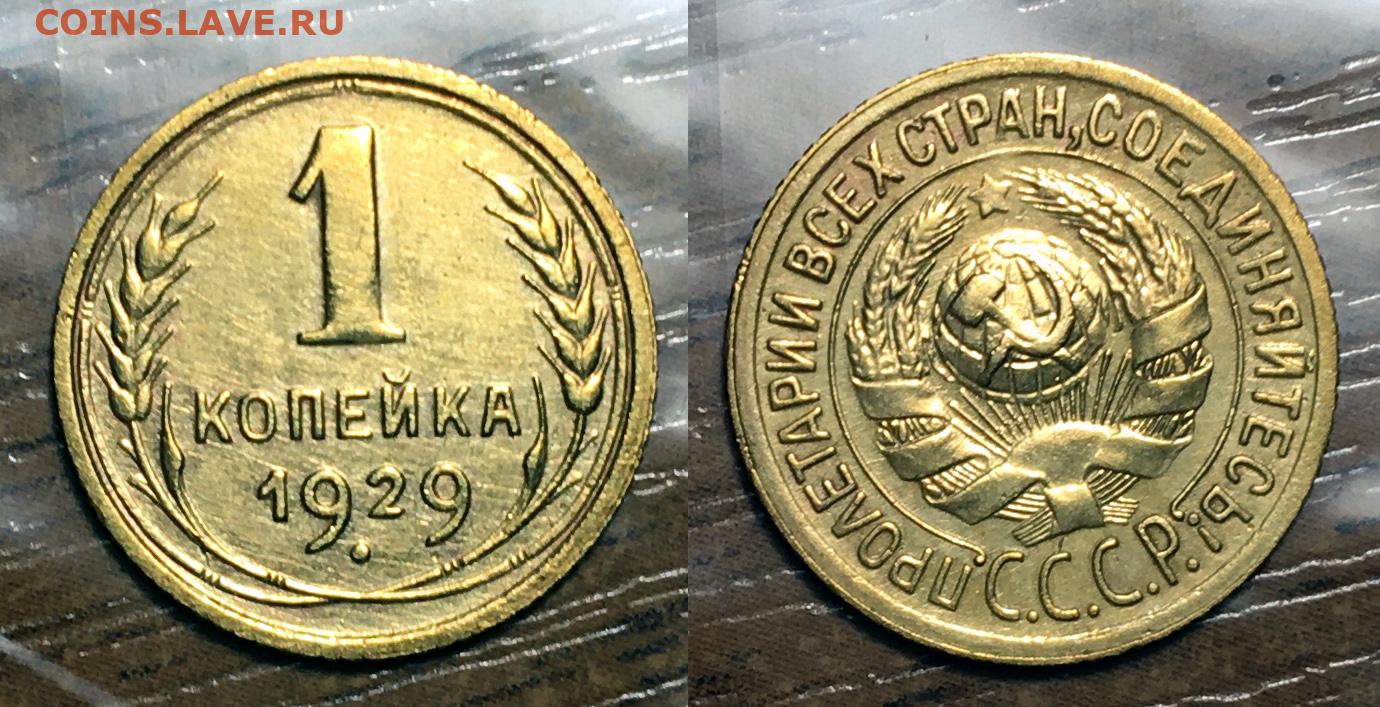 COINS.LAVE.RU
1
КОПЕЙКА
1929.
ПРОЛЕТАРИИ ВСЕХ СТРАН, СОЕДИНЯЙТЕСЬ!
С.С.С.Р.